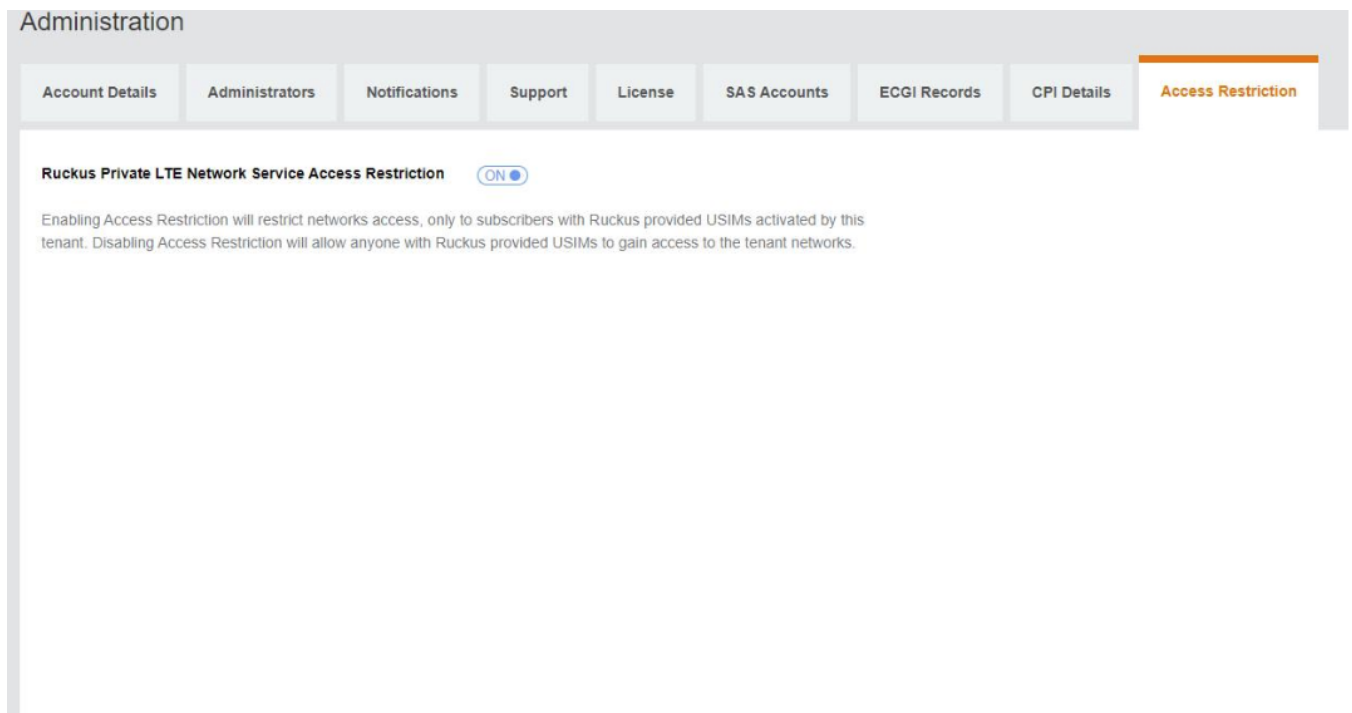 Administration
Account Details Administrators Notifications Support License SAS Accounts ECGI Records CPI Details Access Restriction
Ruckus Private LTE Network Service Access Restriction ON
Enabling Access Restriction will restrict networks access, only to subscribers with Ruckus provided USIMs activated by this
tenant. Disabling Access Restriction will allow anyone with Ruckus provided USIMs to gain access to the tenant networks.